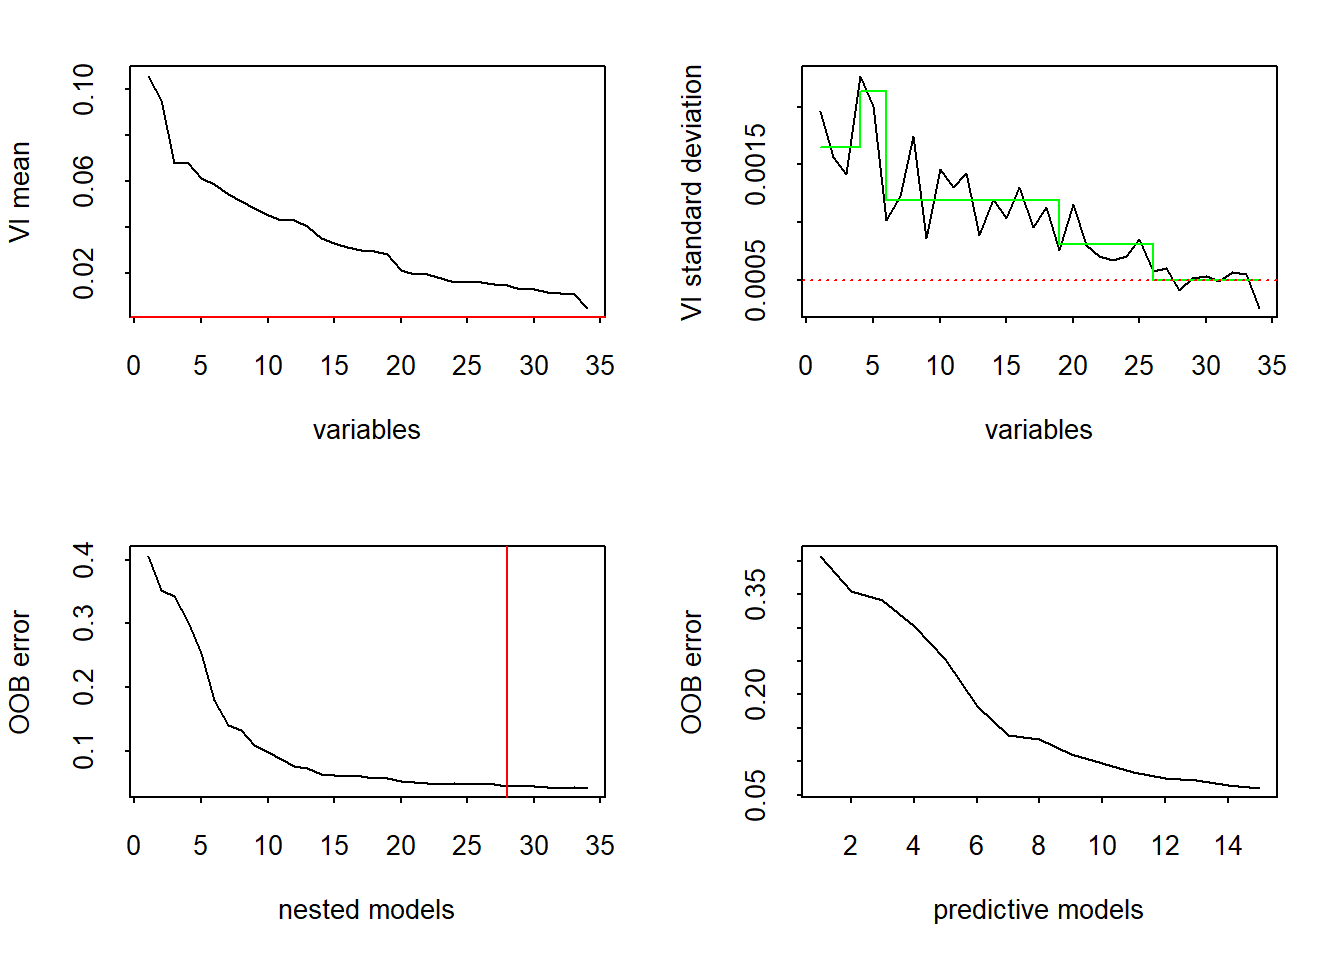 VI mean
0.02 0.06 0.10
0 5 10 15 20 25 30 35
variables
VI standard deviation
0.0005 0.0015
0 5 10 15 20 25 30 35
variables
OOB error
0.1 0.2 0.3 0.4
0 5 10 15 20 25 30 35
nested models
OOB error
0.05 0.20 0.35
2 4 6 8 10 12 14
predictive models